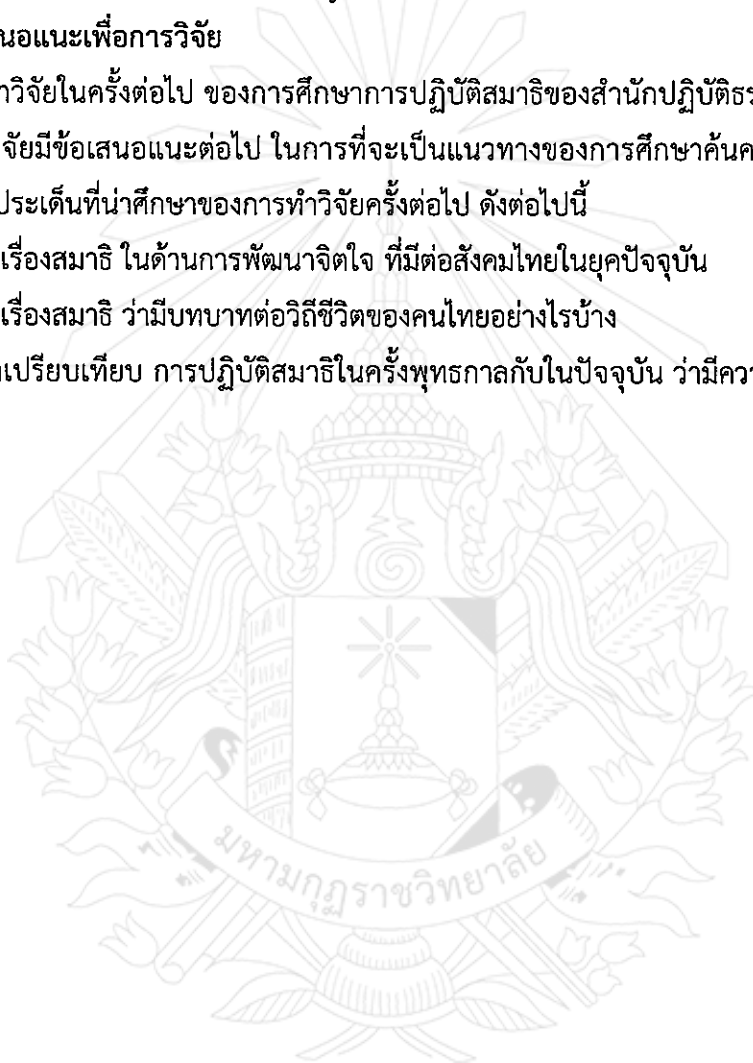 นอแนะเพื่อการวิจัย
าวิจัยในครั้งต่อไป ของการศึกษาการปฏิบัติสมาธิของสำนักปฏิบัติธร
จัยมีข้อเสนอแนะต่อไป ในการที่จะเป็นแนวทางของการศึกษาค้นค
ประเด็นที่น่าศึกษาของการทำวิจัยครั้งต่อไป ดังต่อไปนี้
เรื่องสมาธิ ในด้านการพัฒนาจิตใจ ที่มีต่อสังคมไทยในยุคปัจจุบัน
เรื่องสมาธิ ว่ามีบทบาทต่อวิถีชีวิตของคนไทยอย่างไรบ้าง
าเปรียบเทียบ การปฏิบัติสมาธิในครั้งพุทธกาลกับในปัจจุบัน ว่ามีควา
มหามกุฏราชวิทยาลัย